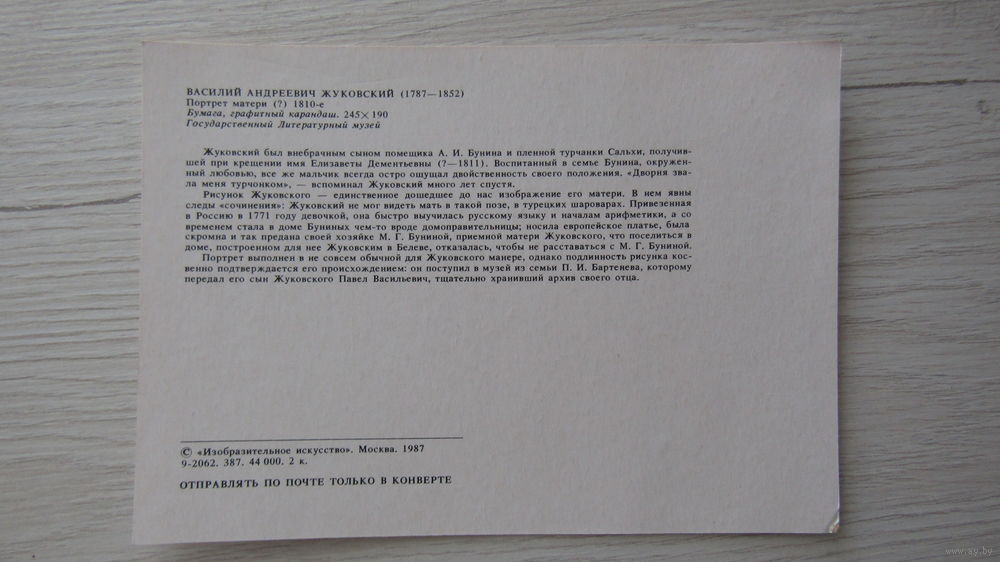 ВАСИЛИЙ АНДРЕЕВИЧ ЖУКОВСКИЙ (1787—1852)
Портрет матери (?) 1810-е
Бумага, графитный карандаш. 245×190
Государственный Литературный музей
Жуковский был внебрачным сыном помещика А. И. Бунина и пленной турчанки Сальхи, получив-
шей при крещении имя Елизаветы Дементьевны (?—1811). Воспитанный в семье Бунина, окружен-
ный любовью, все же мальчик всегда остро ощущал двойственность своего положения. «Дворня зва-
ла меня турчонком», — вспоминал Жуковский много лет спустя.
Рисунок Жуковского — единственное дошедшее до нас изображение его матери. В нем явны
следы «сочинения»: Жуковский не мог видеть мать в такой позе, в турецких шароварах. Привезенная
в Россию в 1771 году девочкой, она быстро выучилась русскому языку и началам арифметики, а со
временем стала в доме Буниных чем-то вроде домоправительницы; носила европейское платье, была
скромна и так предана своей хозяйке М. Г. Буниной, приемной матери Жуковского, что поселиться в
доме, построенном для нее Жуковским в Белеве, отказалась, чтобы не расставаться с М. Г. Буниной.
Портрет выполнен в не совсем обычной для Жуковского манере, однако подлинность рисунка кос-
венно подтверждается его происхождением: он поступил в музей из семьи П. И. Бартенева, которому
передал его сын Жуковского Павел Васильевич, тщательно хранивший архив своего отца.
© «Изобразительное искусство». Москва. 1987
9-2062. 387. 44 000. 2 к.
ОТПРАВЛЯТЬ ПО ПОЧТЕ ТОЛЬКО В КОНВЕРТЕ
www.ay.by